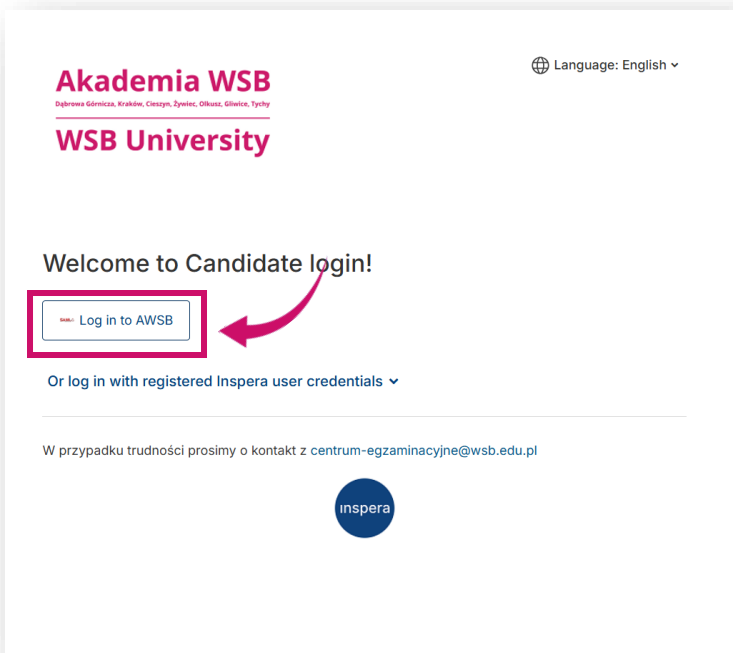 Akademia WSB
Dąbrowa Górnicza, Kraków, Cieszyn, Żywiec, Olkusz, Gliwice, Tychy
WSB University
Language: English
Welcome to Candidate login!
Log in to AWSB
Or log in with registered Inspera user credentials
W przypadku trudności prosimy o kontakt z centrum-egzaminacyjne@wsb.edu.pl
inspera